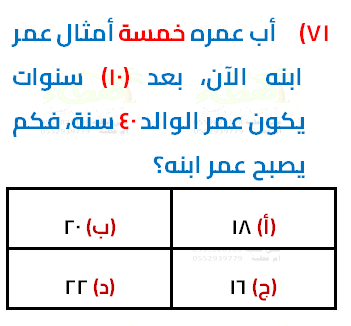 ٧١) أب عمره خمسة أمثال عمر
ابنه الآن، بعد (١٠) سنوات
يكون عمر الوالد ٤٠ سنة، فكم
يصبح عمر ابنه؟
(أ) ١٨
(ب) ٢٠
(ج) ١٦
(د) ٢٢
0552939779